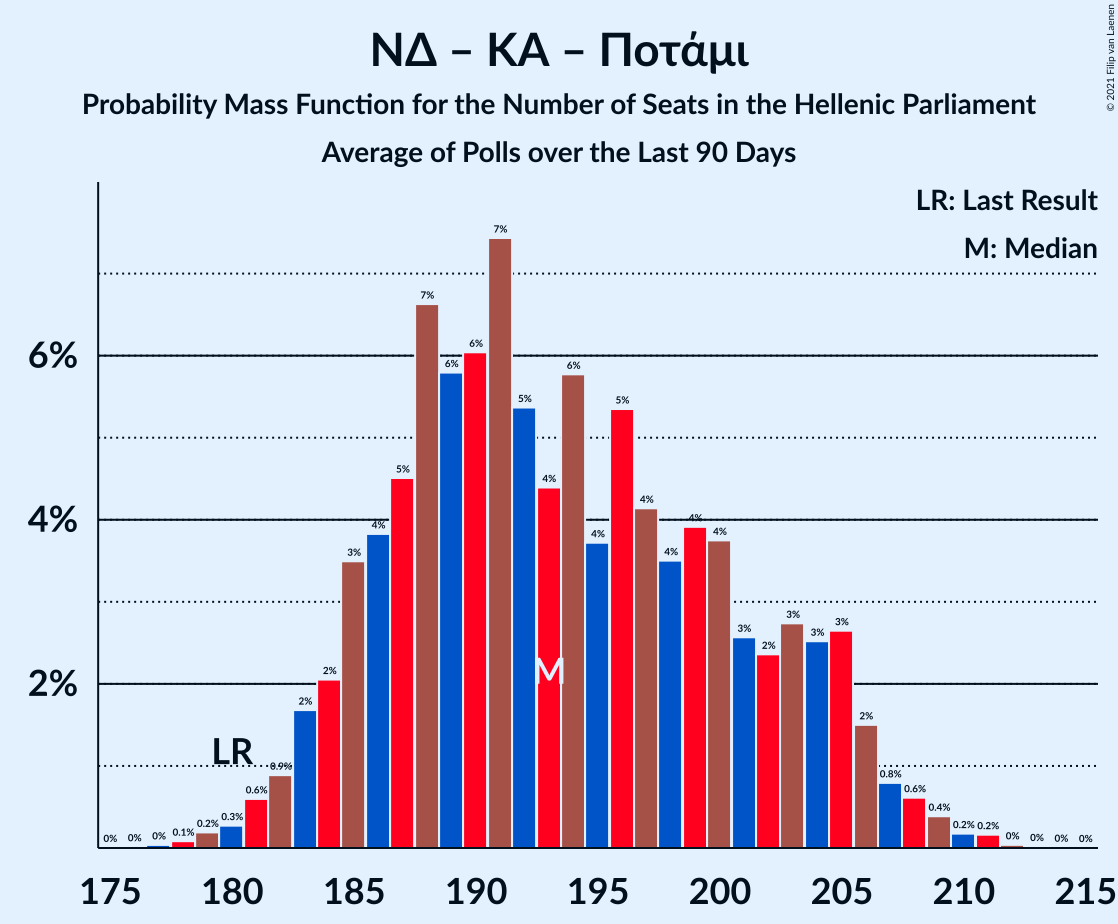 ΝΔ – ΚΑ – Ποτάμι
Probability Mass Function for the Number of Seats in the Hellenic Parliament
Average of Polls over the Last 90 Days
© 2021 Filip van Laenen
LR: Last Result
M: Median
6%
4%
2%
0% 0% 0% 0.1% 0.2% 0.3% 0.6% 0.9% 2% 2% 3% 4% 5% 7% 6% 6% 7% 5% 4% 6% 4% 5% 4% 4% 4% 4% 3% 2% 3% 3% 3% 2% 0.8% 0.6% 0.4% 0.2% 0.2% 0% 0% 0% 0%
LR
M
175 180 185 190 195 200 205 210 215